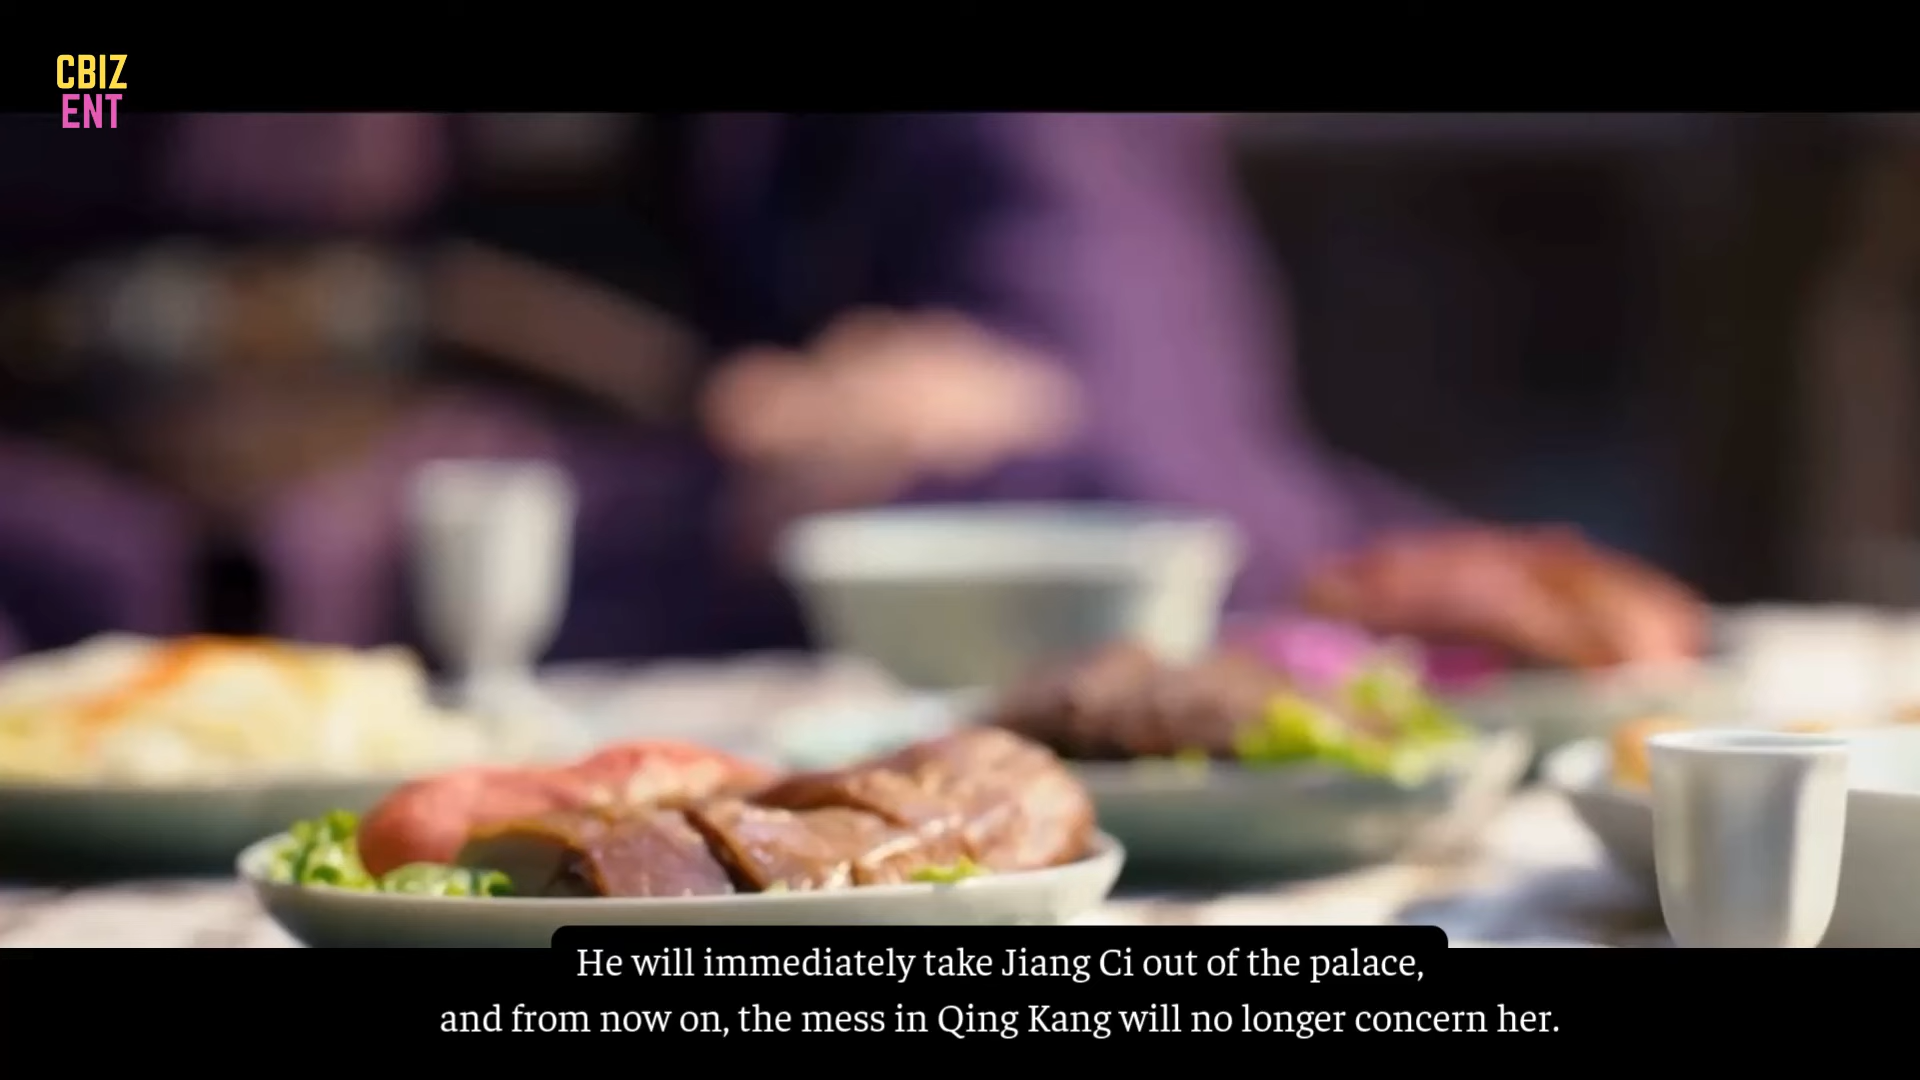 CBIZ
ENT
He will immediately take Jiang Ci out of the palace,
and from now on, the mess in Qing Kang will no longer concern her.